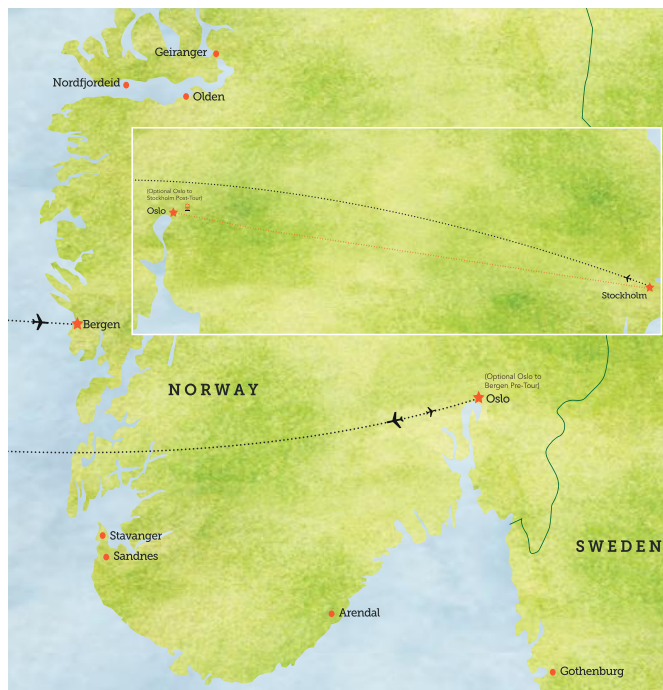 Geiranger
Nordfjordeid
Olden
(Optional Oslo to
Stockholm Post-Tour)
Oslo
Stockholm
Bergen
NORWAY
(Optional Oslo to
Bergen Pre-Tour)
Oslo
Stavanger
Sandnes
SWEDEN
Arendal
Gothenburg